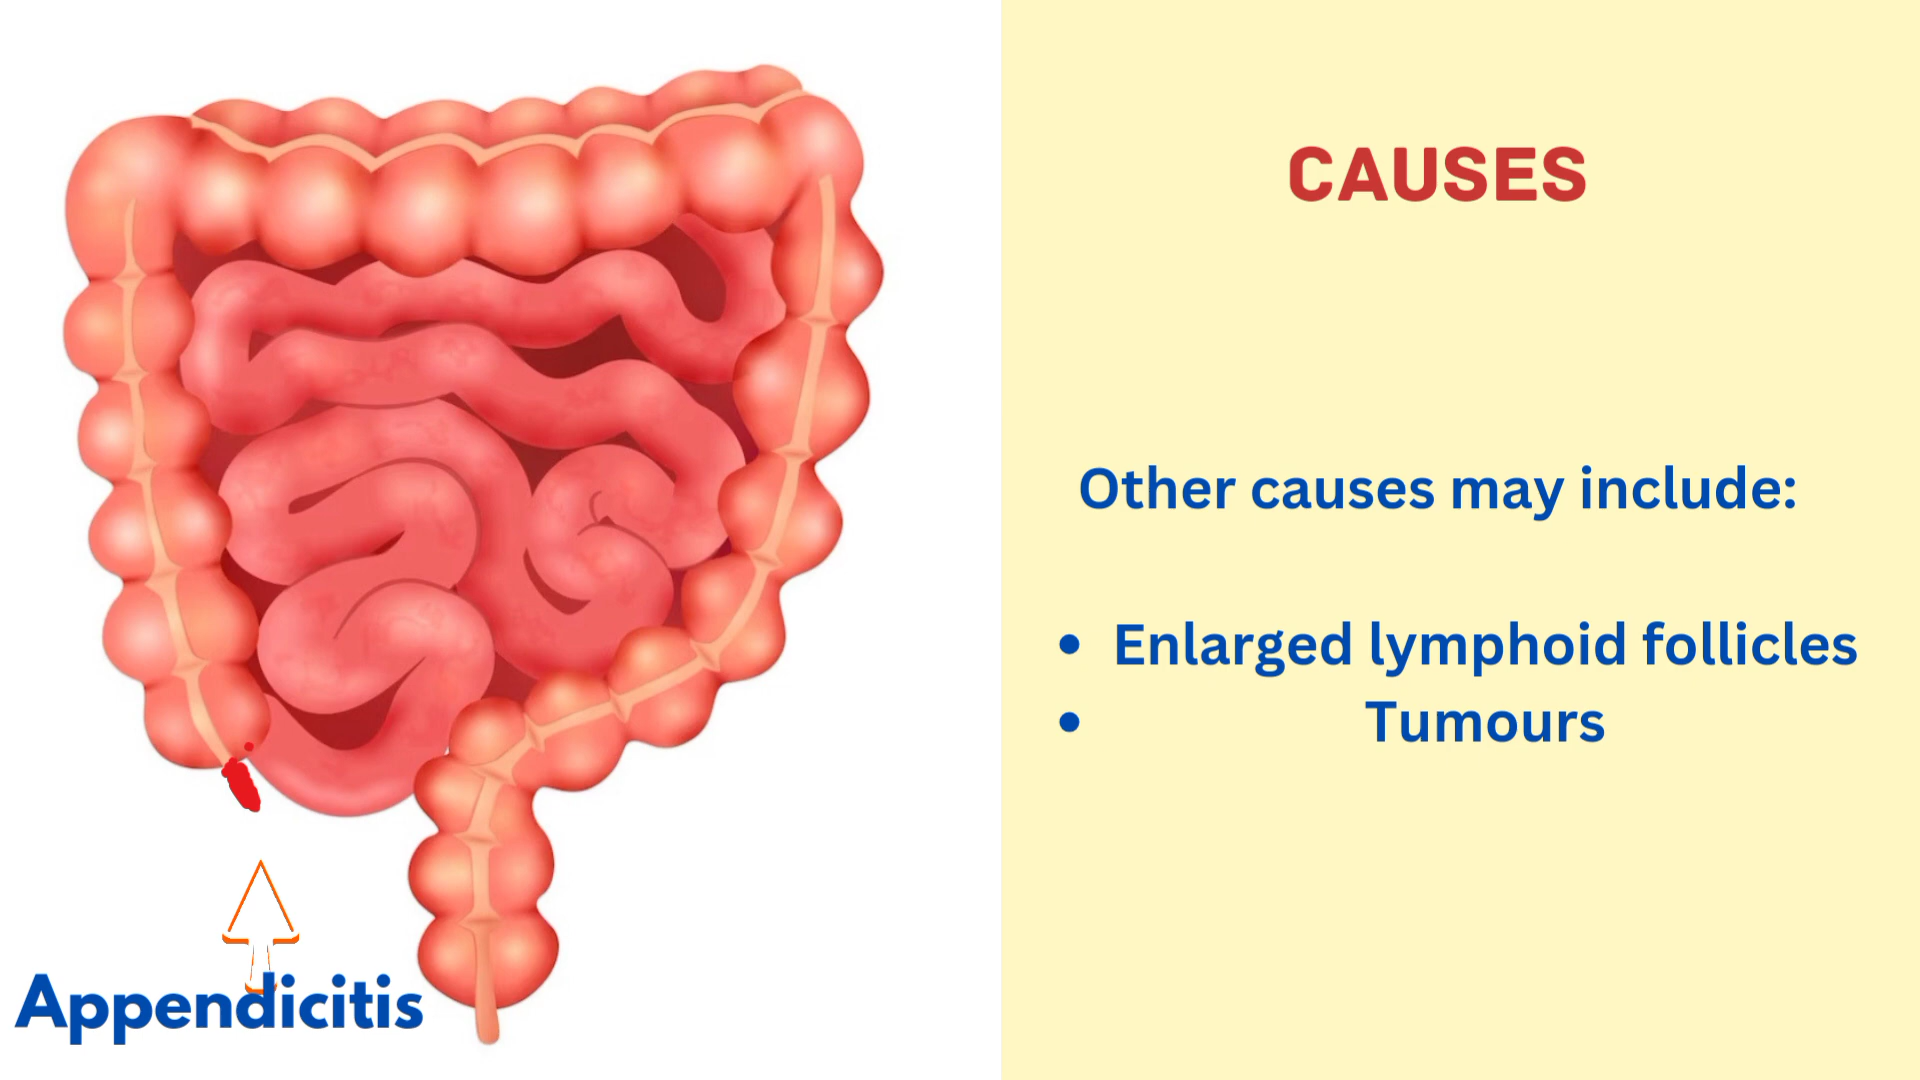 CAUSES
Other causes may include:
• Enlarged lymphoid follicles
• Tumours
Appendicitis